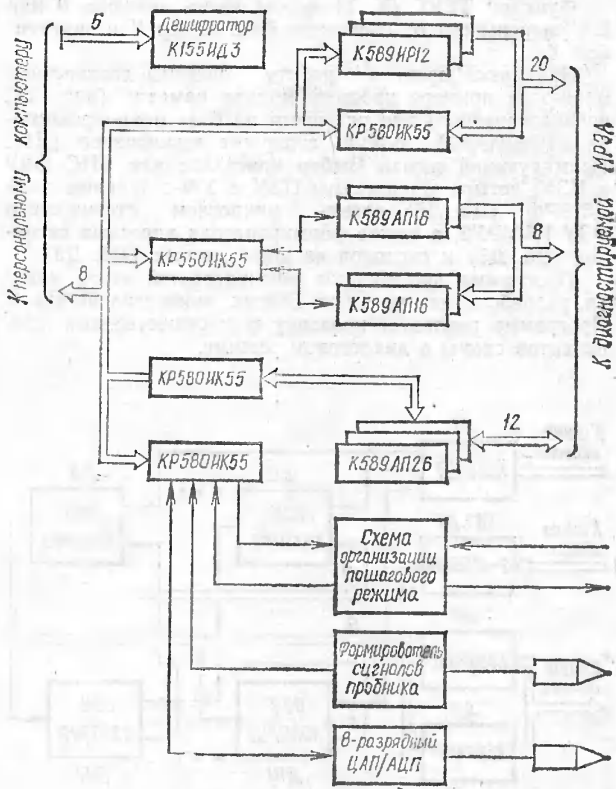 К персональному компьютеру
5
Дешифратор
К155ИД3
К589ИР12
20
КР580ИК55
К589АП16
8
КР580ИК55
8
К589АП16
К диагностируемой МРЭА
КР580ИК55
12
КР580ИК55
К589АП26
Схема
организации
пошагового
режима
Формирователь
сигналов
пробника
8-разрядный
ЦАП/АЦП